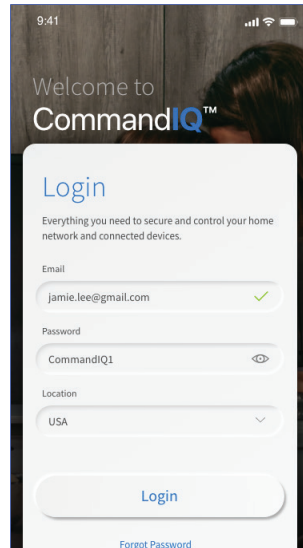 9:41
Welcome to
CommandIQ™
Login
Everything you need to secure and control your home
network and connected devices.
Email
jamie.lee@gmail.com
Password
CommandIQ1
Location
USA
Login
Forgot Password